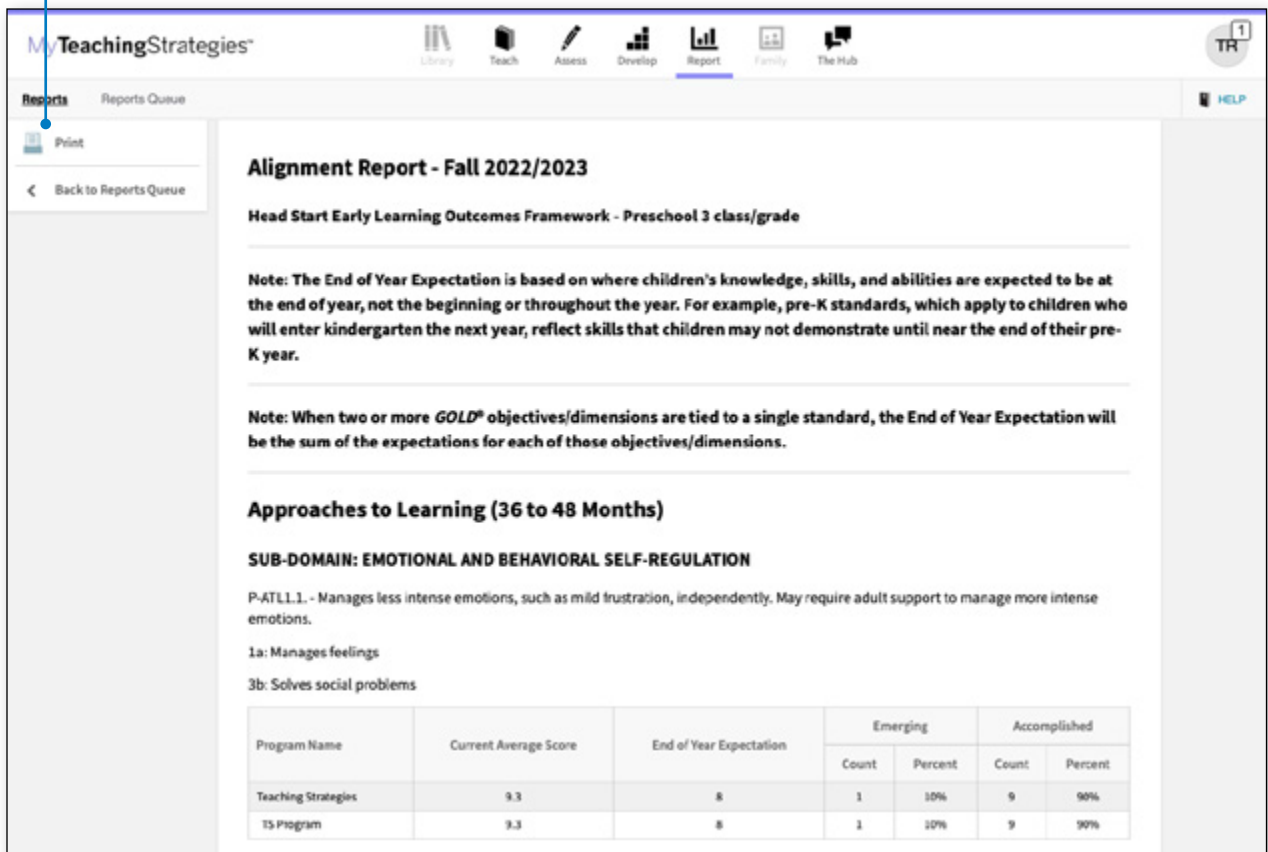 MyTeachingStrategies™
Library
Teach
Assess
Develop
Report
Family
The Hub
TR
1
Reports Reports Queue
HELP
Print
Back to Reports Queue
Alignment Report - Fall 2022/2023
Head Start Early Learning Outcomes Framework - Preschool 3 class/grade
Note: The End of Year Expectation is based on where children's knowledge, skills, and abilities are expected to be at
the end of year, not the beginning or throughout the year. For example, pre-K standards, which apply to children who
will enter kindergarten the next year, reflect skills that children may not demonstrate until near the end of their pre-
K year.
Note: When two or more GOLD® objectives/dimensions are tied to a single standard, the End of Year Expectation will
be the sum of the expectations for each of those objectives/dimensions.
Approaches to Learning (36 to 48 Months)
SUB-DOMAIN: EMOTIONAL AND BEHAVIORAL SELF-REGULATION
P-ATL1.1. - Manages less intense emotions, such as mild frustration, independently. May require adult support to manage more intense
emotions.
1a: Manages feelings
3b: Solves social problems
Program Name Current Average Score End of Year Expectation Emerging Accomplished
Count Percent Count Percent
Teaching Strategies 9.3 8 1 10% 9 90%
TS Program 9.3 8 1 10% 9 90%